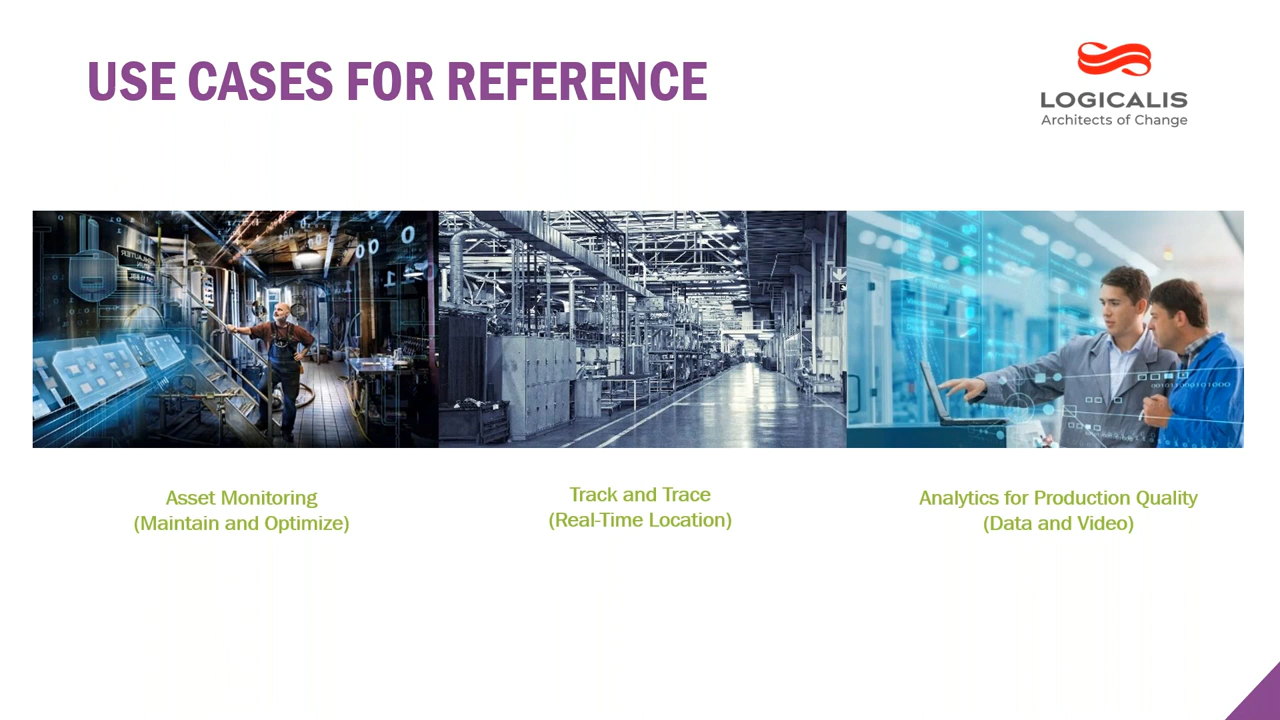 USE CASES FOR REFERENCE
LOGICALIS
Architects of Change
Asset Monitoring
(Maintain and Optimize)
Track and Trace
(Real-Time Location)
Analytics for Production Quality
(Data and Video)